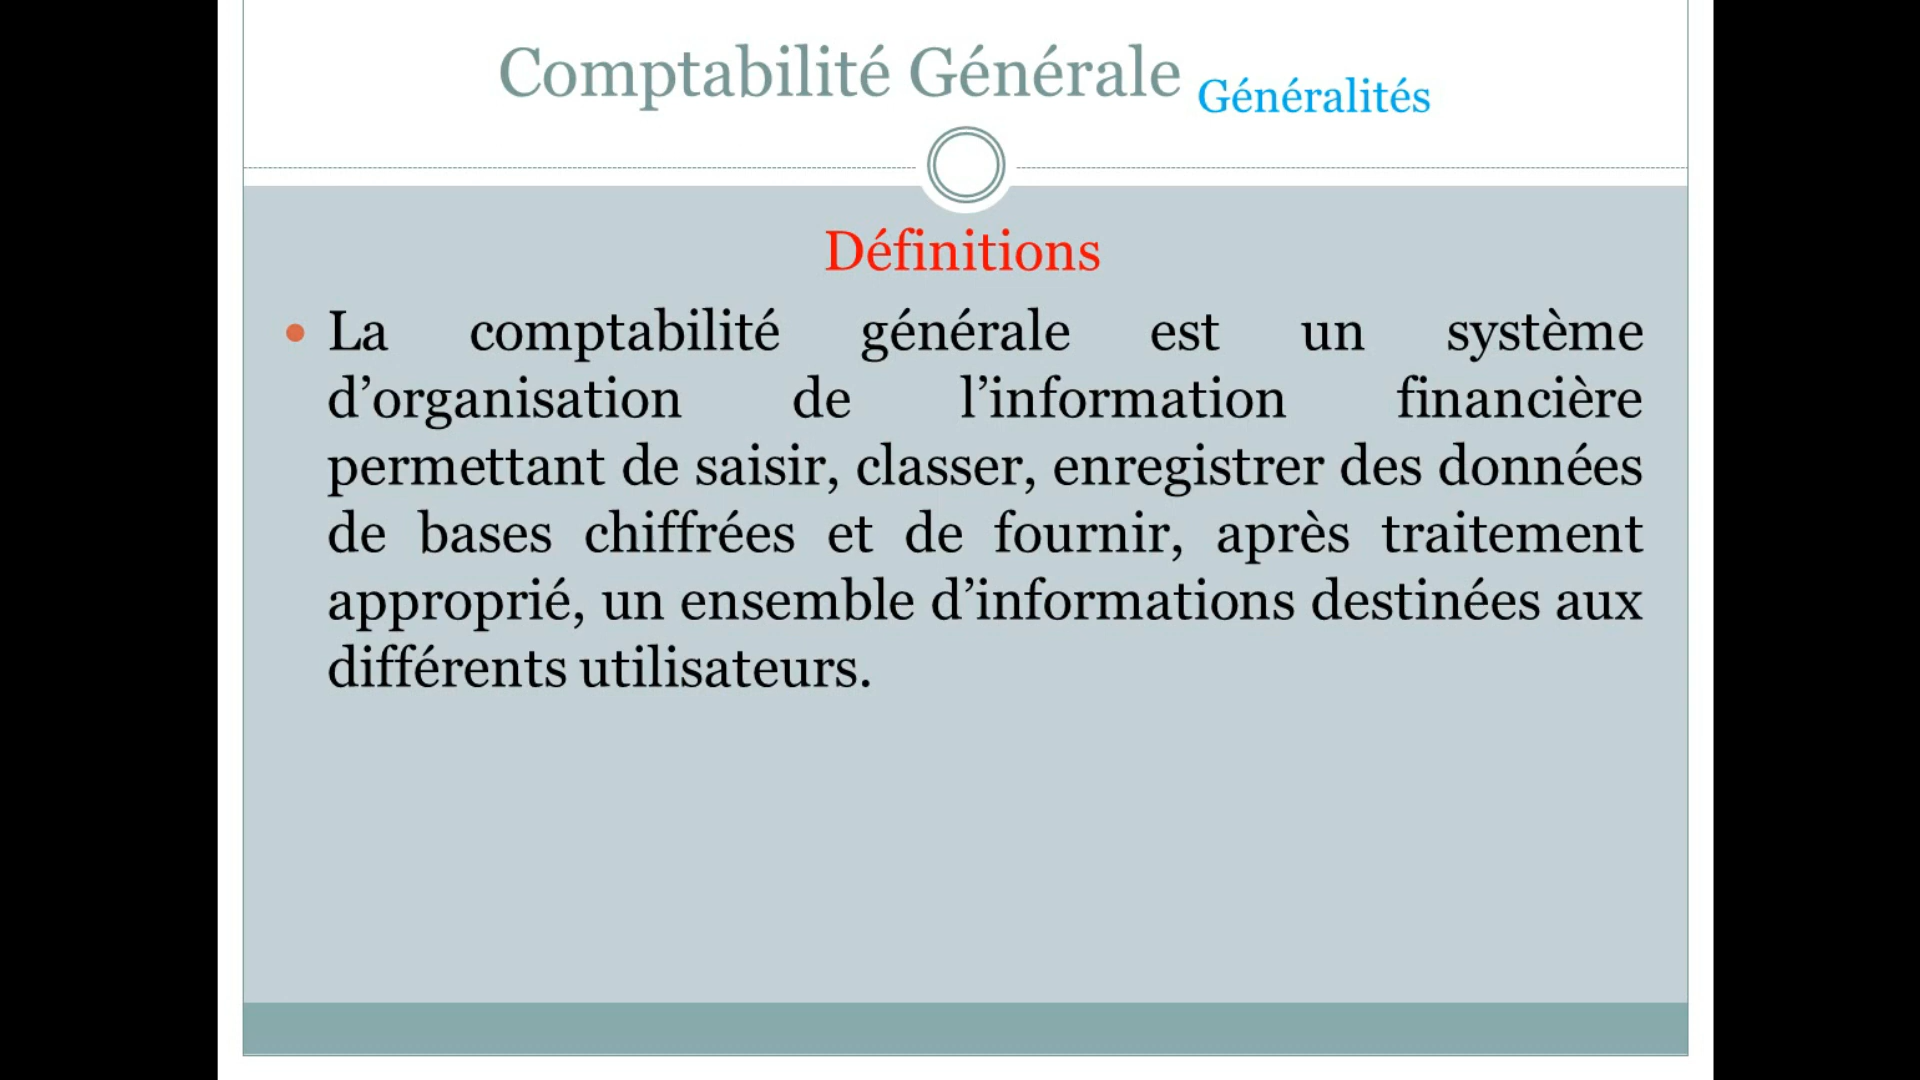 Comptabilité Générale Généralités
Définitions
• La comptabilité générale est un système
d’organisation de l’information financière
permettant de saisir, classer, enregistrer des données
de bases chiffrées et de fournir, après traitement
approprié, un ensemble d’informations destinées aux
différents utilisateurs.